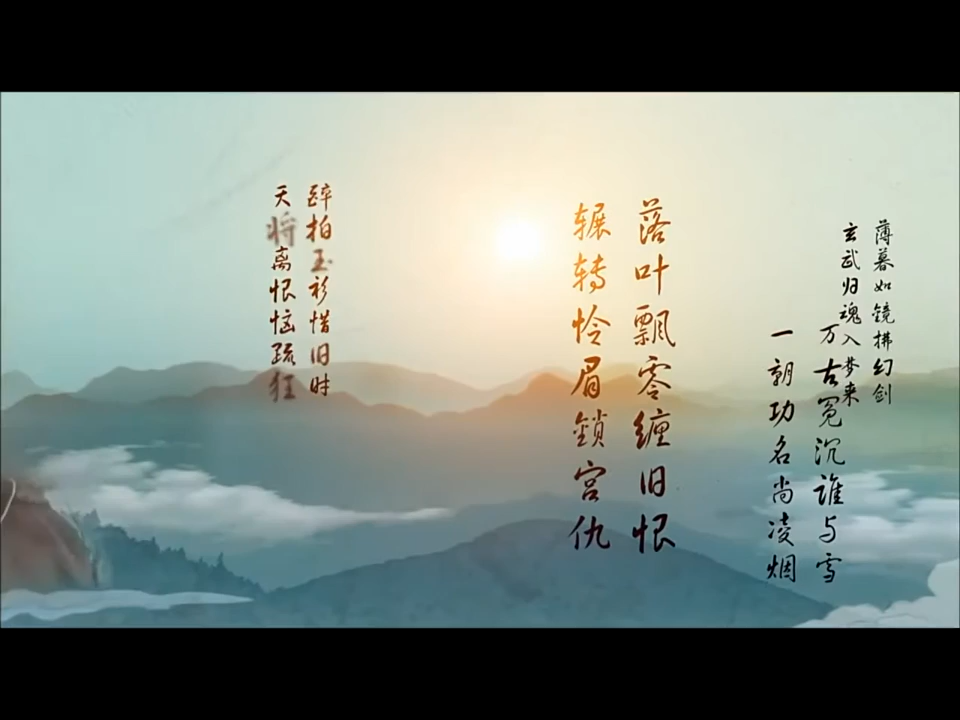 薄暮如镜拂幻剑
玄武归魂入梦来
万古冤沉谁与雪
一朝功名尚凌烟
落叶飘零缠旧恨
辗转怜眉鎖宫仇
辞柏玉衫惜旧时
天将离恨恼疏狂